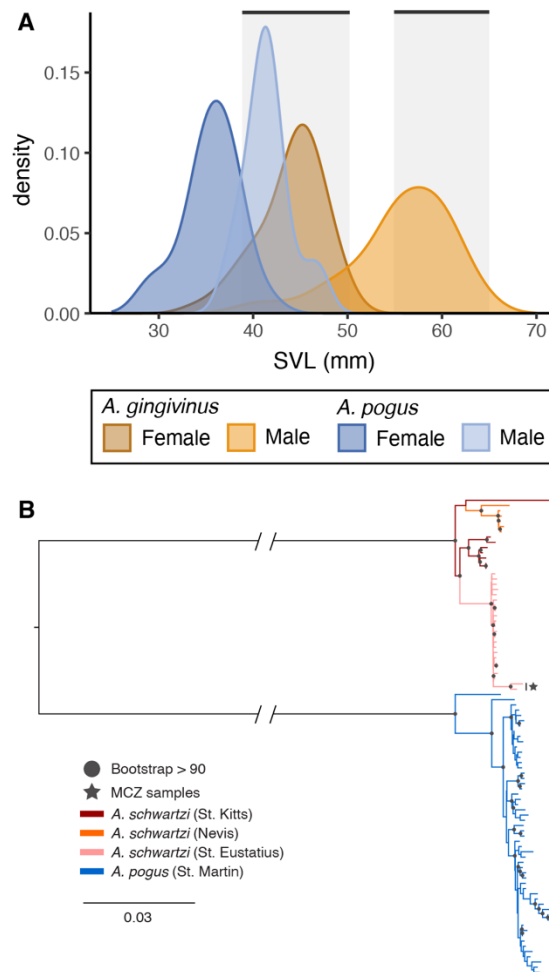 A
0.15
0.10
0.05
0.00
density
30 40 50 60 70
SVL (mm)
A. gingivinus A. pogus
Female Male Female Male
B
Bootstrap > 90
MCZ samples
A. schwartzi (St. Kitts)
A. schwartzi (Nevis)
A. schwartzi (St. Eustatius)
A. pogus (St. Martin)
0.03